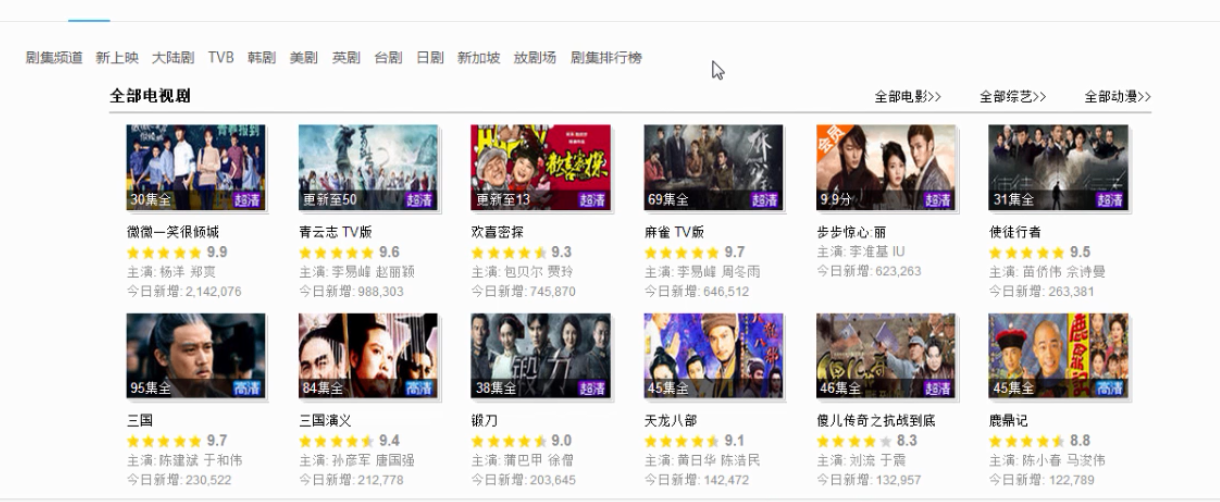 剧集频道 新上映 大陆剧 TVB 韩剧 美剧 英剧 台剧 日剧 新加坡 放剧场 剧集排行榜
全部电视剧 全部电影>> 全部综艺>> 全部动漫>>
30集全 超清 更新至50 超清 更新至13 超清 69集全 超清 会员 9.9分 31集全 超清
微微一笑很倾城 青云志 TV版 欢喜密探 麻雀 TV版 步步惊心:丽 使徒行者
9.9 9.6 9.3 9.7 9.5
主演: 杨洋 郑爽 主演: 李易峰 赵丽颖 主演: 包贝尔 贾玲 主演: 李易峰 周冬雨 主演: 李准基 IU 主演: 苗侨伟 佘诗曼
今日新增: 2,142,076 今日新增: 988,303 今日新增: 745,870 今日新增: 646,512 今日新增: 623,263 今日新增: 263,381
95集全 高清 84集全 高清 38集全 超清 45集全 超清 46集全 超清 45集全 高清
三国 三国演义 锻刀 天龙八部 傻儿传奇之抗战到底 鹿鼎记
9.7 9.4 9.0 9.1 8.3 8.8
主演: 陈建斌 于和伟 主演: 孙彦军 唐国强 主演: 蒲巴甲 徐僧 主演: 黄日华 陈浩民 主演: 刘流 于震 主演: 陈小春 马浚伟
今日新增: 230,522 今日新增: 212,778 今日新增: 203,645 今日新增: 142,472 今日新增: 132,957 今日新增: 122,789